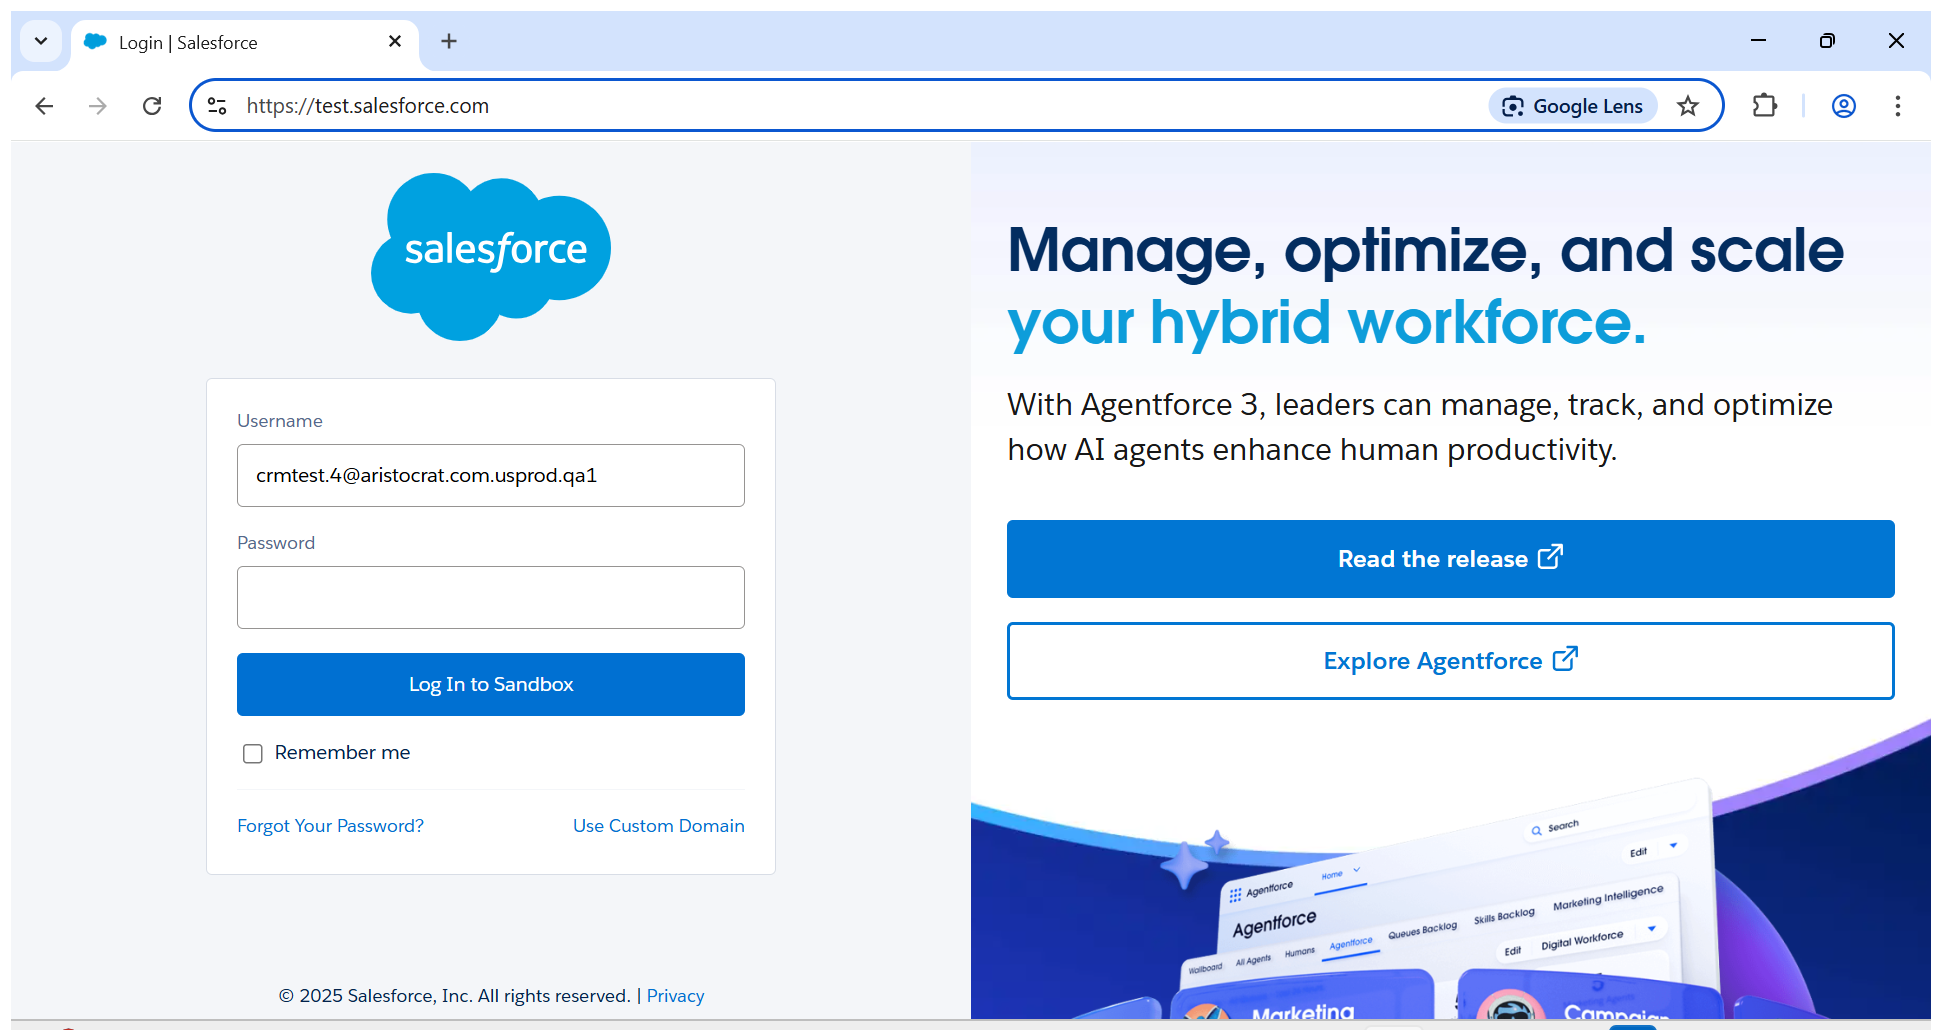 Login | Salesforce
https://test.salesforce.com
Google Lens
salesforce
Username
crmtest.4@aristocrat.com.usprod.qa1
Password
Log In to Sandbox
Remember me
Forgot Your Password?
Use Custom Domain
© 2025 Salesforce, Inc. All rights reserved. | Privacy
Manage, optimize, and scale
your hybrid workforce.
With Agentforce 3, leaders can manage, track, and optimize
how AI agents enhance human productivity.
Read the release
Explore Agentforce
Search
Edit
Agentforce
Home
Agentforce
Wallboard
All Agents
Humans
Agentforce
Queues Backlog
Skills Backlog
Marketing Intelligence
Edit
Digital Workforce
Marketing
Campaign